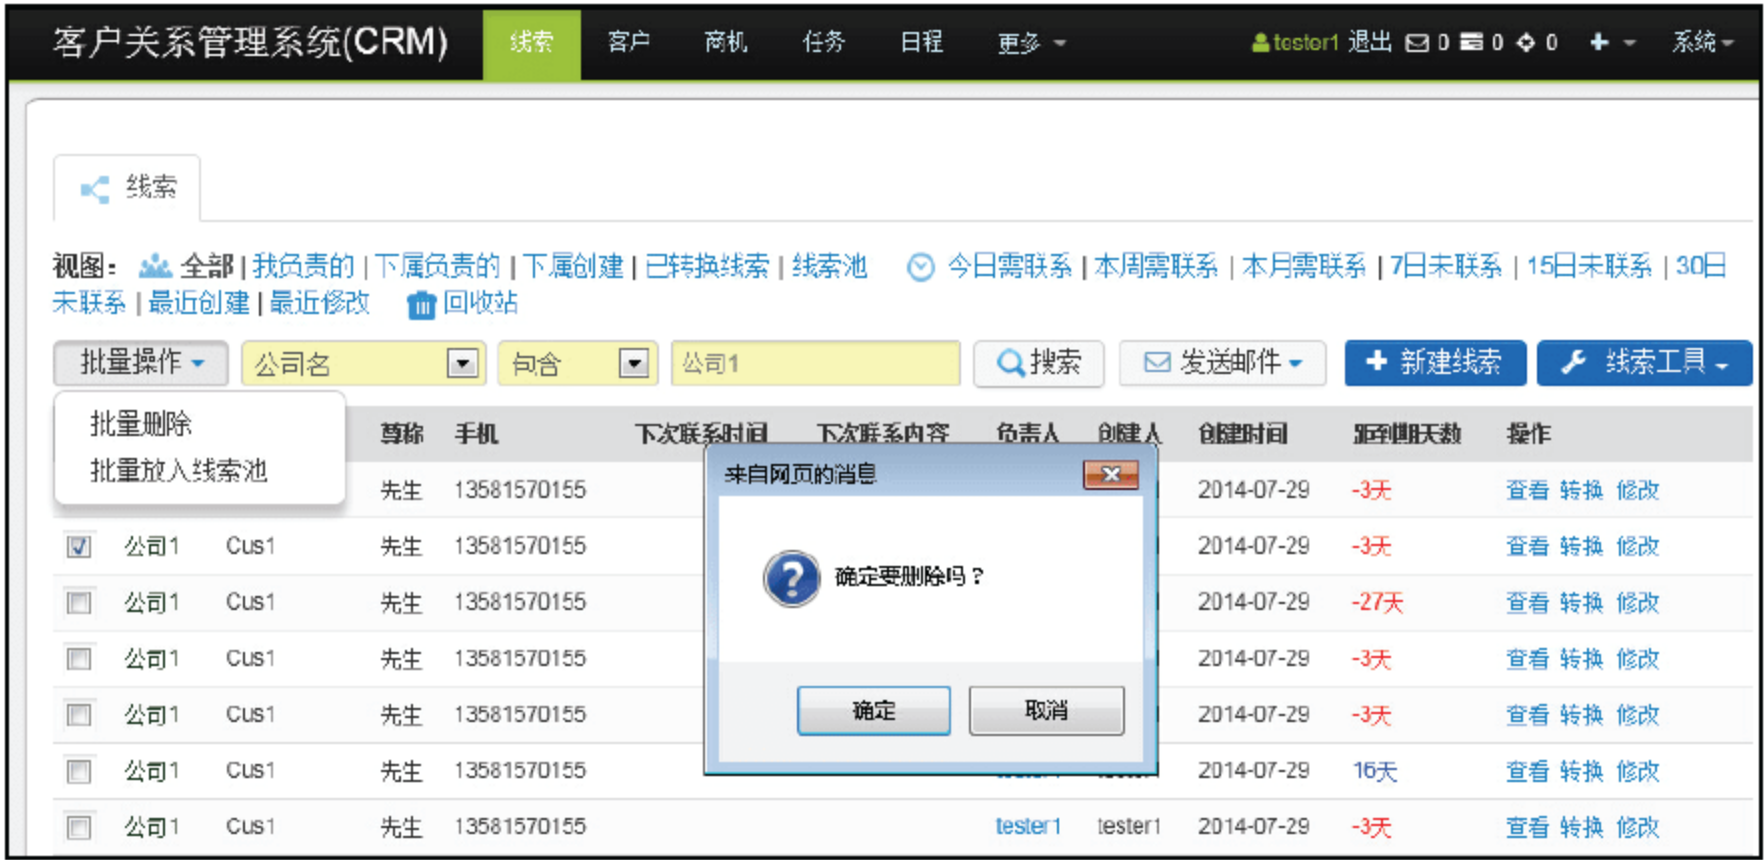 客户关系管理系统(CRM) 线索 客户 商机 任务 日程 更多 tester1 退出 0 0 0 系统
线索
视图： 全部 | 我负责的 | 下属负责的 | 下属创建 | 已转换线索 | 线索池 今日需联系 | 本周需联系 | 本月需联系 | 7日未联系 | 15日未联系 | 30日
未联系 | 最近创建 | 最近修改 回收站
批量操作 公司名 包含 公司1 搜索 发送邮件 新建线索 线索工具
批量删除
批量放入线索池
尊称 手机 下次联系时间 下次联系内容 负责人 创建人 创建时间 距到期天数 操作
先生 13581570155 2014-07-29 -3天 查看 转换 修改
公司1 Cus1 先生 13581570155 2014-07-29 -3天 查看 转换 修改
公司1 Cus1 先生 13581570155 2014-07-29 -27天 查看 转换 修改
公司1 Cus1 先生 13581570155 2014-07-29 -3天 查看 转换 修改
公司1 Cus1 先生 13581570155 2014-07-29 -3天 查看 转换 修改
公司1 Cus1 先生 13581570155 2014-07-29 16天 查看 转换 修改
公司1 Cus1 先生 13581570155 tester1 tester1 2014-07-29 -3天 查看 转换 修改
来自网页的消息
确定要删除吗？
确定 取消